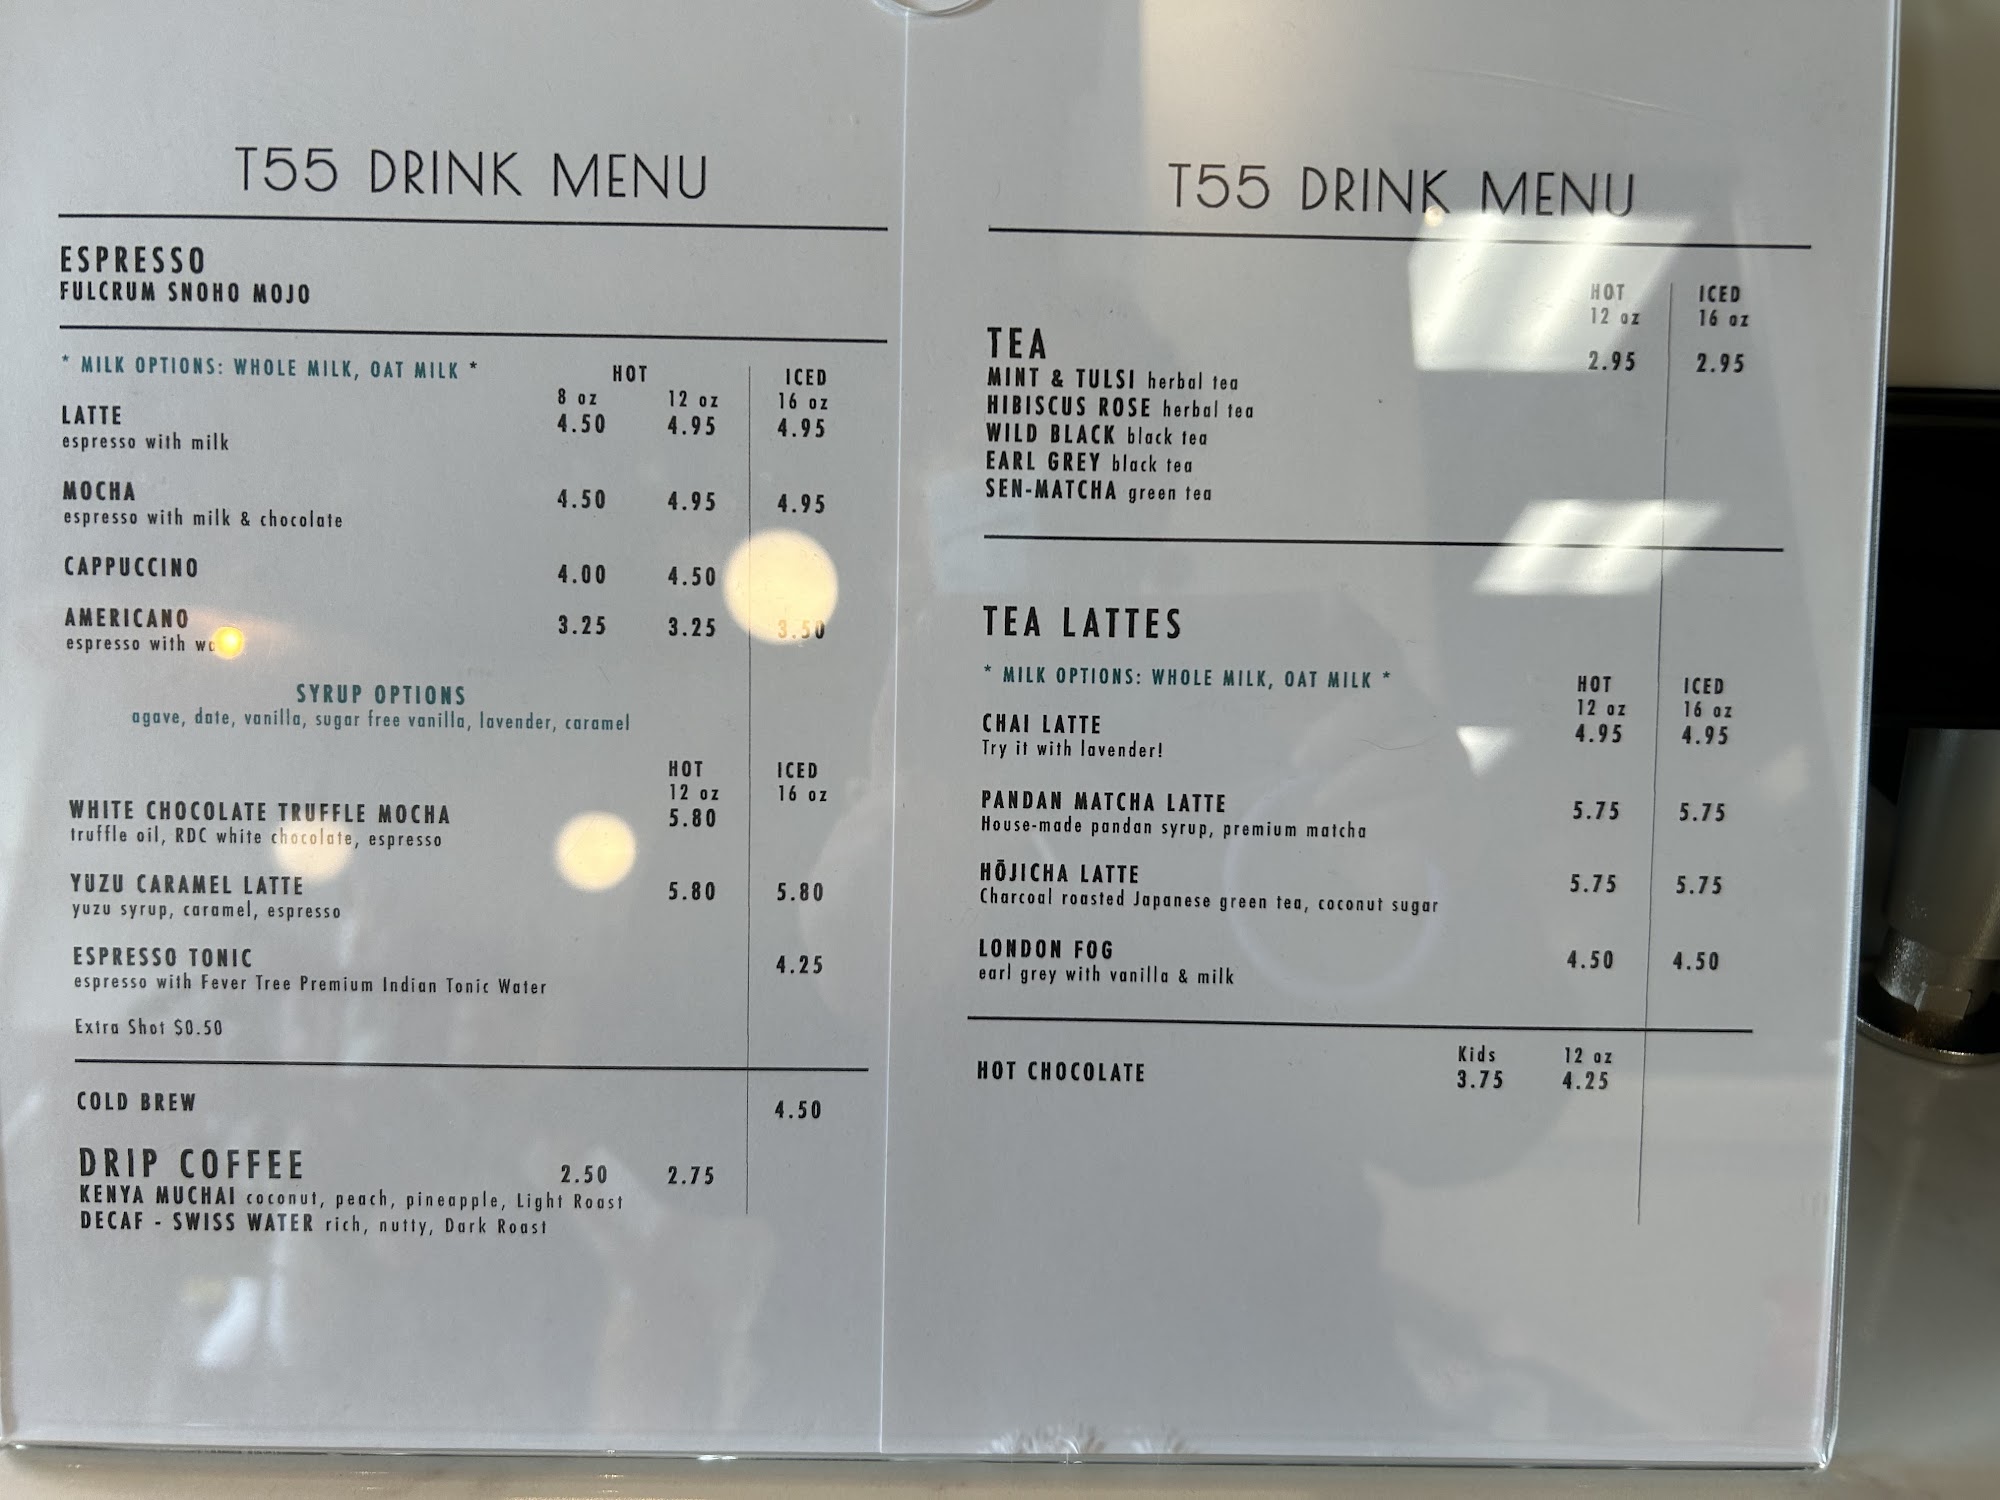 T55 DRINK MENU
ESPRESSO
FULCRUM SNOHO MOJO
* MILK OPTIONS: WHOLE MILK, OAT MILK *
HOT ICED
8 oz 12 oz 16 oz
LATTE 4.50 4.95 4.95
espresso with milk
MOCHA 4.50 4.95 4.95
espresso with milk & chocolate
CAPPUCCINO 4.00 4.50
AMERICANO 3.25 3.25 3.50
espresso with
SYRUP OPTIONS
agave, date, vanilla, sugar free vanilla, lavender, caramel
HOT ICED
12 oz 16 oz
WHITE CHOCOLATE TRUFFLE MOCHA 5.80
truffle oil, RDC white chocolate, espresso
YUZU CARAMEL LATTE 5.80 5.80
yuzu syrup, caramel, espresso
ESPRESSO TONIC 4.25
espresso with Fever Tree Premium Indian Tonic Water
Extra Shot $0.50
COLD BREW 4.50
DRIP COFFEE 2.50 2.75
KENYA MUCHAI coconut, peach, pineapple, Light Roast
DECAF - SWISS WATER rich, nutty, Dark Roast
T55 DRINK MENU
HOT ICED
12 oz 16 oz
TEA 2.95 2.95
MINT & TULSI herbal tea
HIBISCUS ROSE herbal tea
WILD BLACK black tea
EARL GREY black tea
SEN-MATCHA green tea
TEA LATTES
* MILK OPTIONS: WHOLE MILK, OAT MILK *
HOT ICED
12 oz 16 oz
CHAI LATTE 4.95 4.95
Try it with lavender!
PANDAN MATCHA LATTE 5.75 5.75
House-made pandan syrup, premium matcha
HŌJICHA LATTE 5.75 5.75
Charcoal roasted Japanese green tea, coconut sugar
LONDON FOG 4.50 4.50
earl grey with vanilla & milk
Kids 12 oz
HOT CHOCOLATE 3.75 4.25